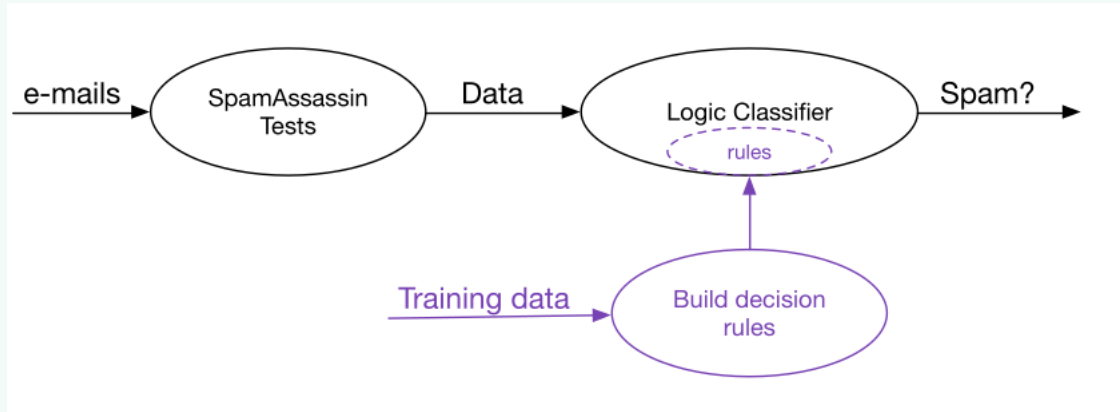 e-mails
SpamAssassin
Tests
Data
Logic Classifier
rules
Spam?
Training data
Build decision
rules